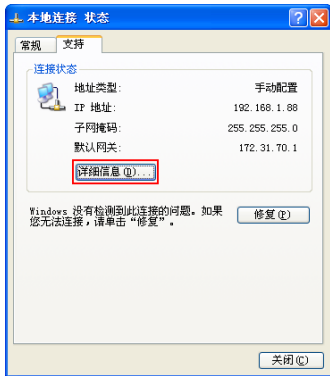 本地连接 状态
常规 支持
连接状态
地址类型: 手动配置
IP 地址: 192.168.1.88
子网掩码: 255.255.255.0
默认网关: 172.31.70.1
详细信息(D)...
Windows 没有检测到此连接的问题。如果
您无法连接，请单击“修复”。
修复(P)
关闭(C)